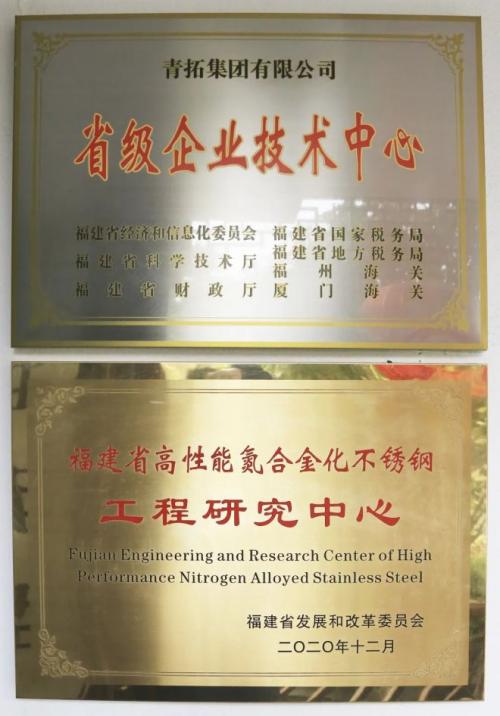 青拓集团有限公司
省级企业技术中心
福建省经济和信息化委员会 福建省国家税务局
福建省地方税务局
福建省科学技术厅
福州海关
福建省财政厅 厦门海关
福建省高性能氮合金化不锈钢
工程研究中心
Fujian Engineering and Research Center of High
Performance Nitrogen Alloyed Stainless Steel
福建省发展和改革委员会
二〇二〇年十二月